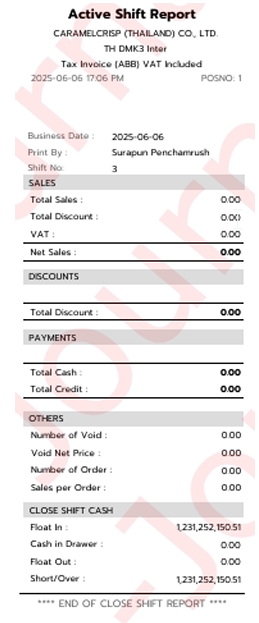 Active Shift Report
CARAMELCRISP (THAILAND) CO., LTD.
TH DMK3 Inter
Tax Invoice (ABB) VAT Included
2025-06-06 17:06 PM POSNO: 1
Business Date : 2025-06-06
Print By : Surapun Penchamrush
Shift No: 3
SALES
Total Sales : 0.00
Total Discount : 0.00
VAT : 0.00
Net Sales : 0.00
DISCOUNTS
Total Discount : 0.00
PAYMENTS
Total Cash : 0.00
Total Credit : 0.00
OTHERS
Number of Void : 0.00
Void Net Price : 0.00
Number of Order : 0.00
Sales per Order : 0.00
CLOSE SHIFT CASH
Float In : 1,231,252,150.51
Cash in Drawer : 0.00
Float Out : 0.00
Short/Over : 1,231,252,150.51
**** END OF CLOSE SHIFT REPORT ****